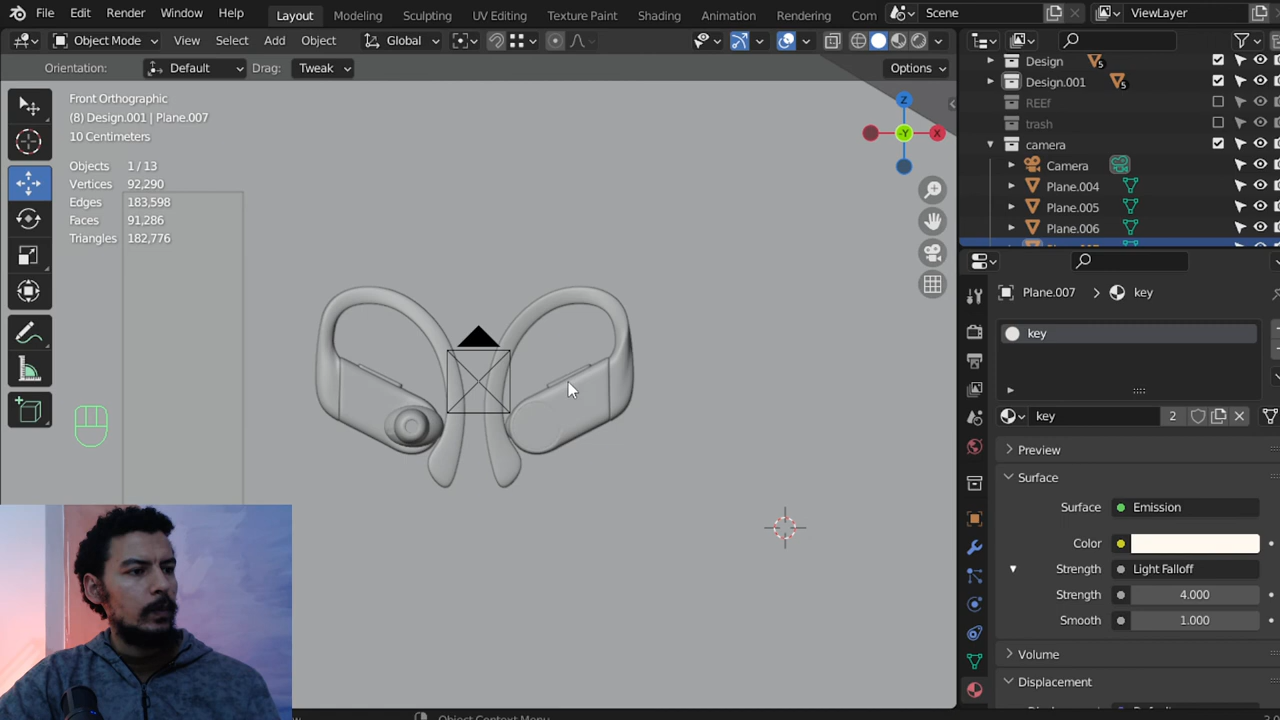 File Edit Render Window Help Layout Modeling Sculpting UV Editing Texture Paint Shading Animation Rendering Com Scene ViewLayer
Object Mode View Select Add Object Global
Orientation: Default Drag: Tweak Options
Front Orthographic
(8) Design.001 | Plane.007
10 Centimeters
Objects 1 / 13
Vertices 92,290
Edges 183,598
Faces 91,286
Triangles 182,776
Z
X
-Y
Design 5
Design.001 5
REEf
trash
camera
Camera
Plane.004
Plane.005
Plane.006
Plane.007 > key
key
key 2
Preview
Surface
Surface Emission
Color
Strength Light Falloff
Strength 4.000
Smooth 1.000
Volume
Displacement
Object Context Menu